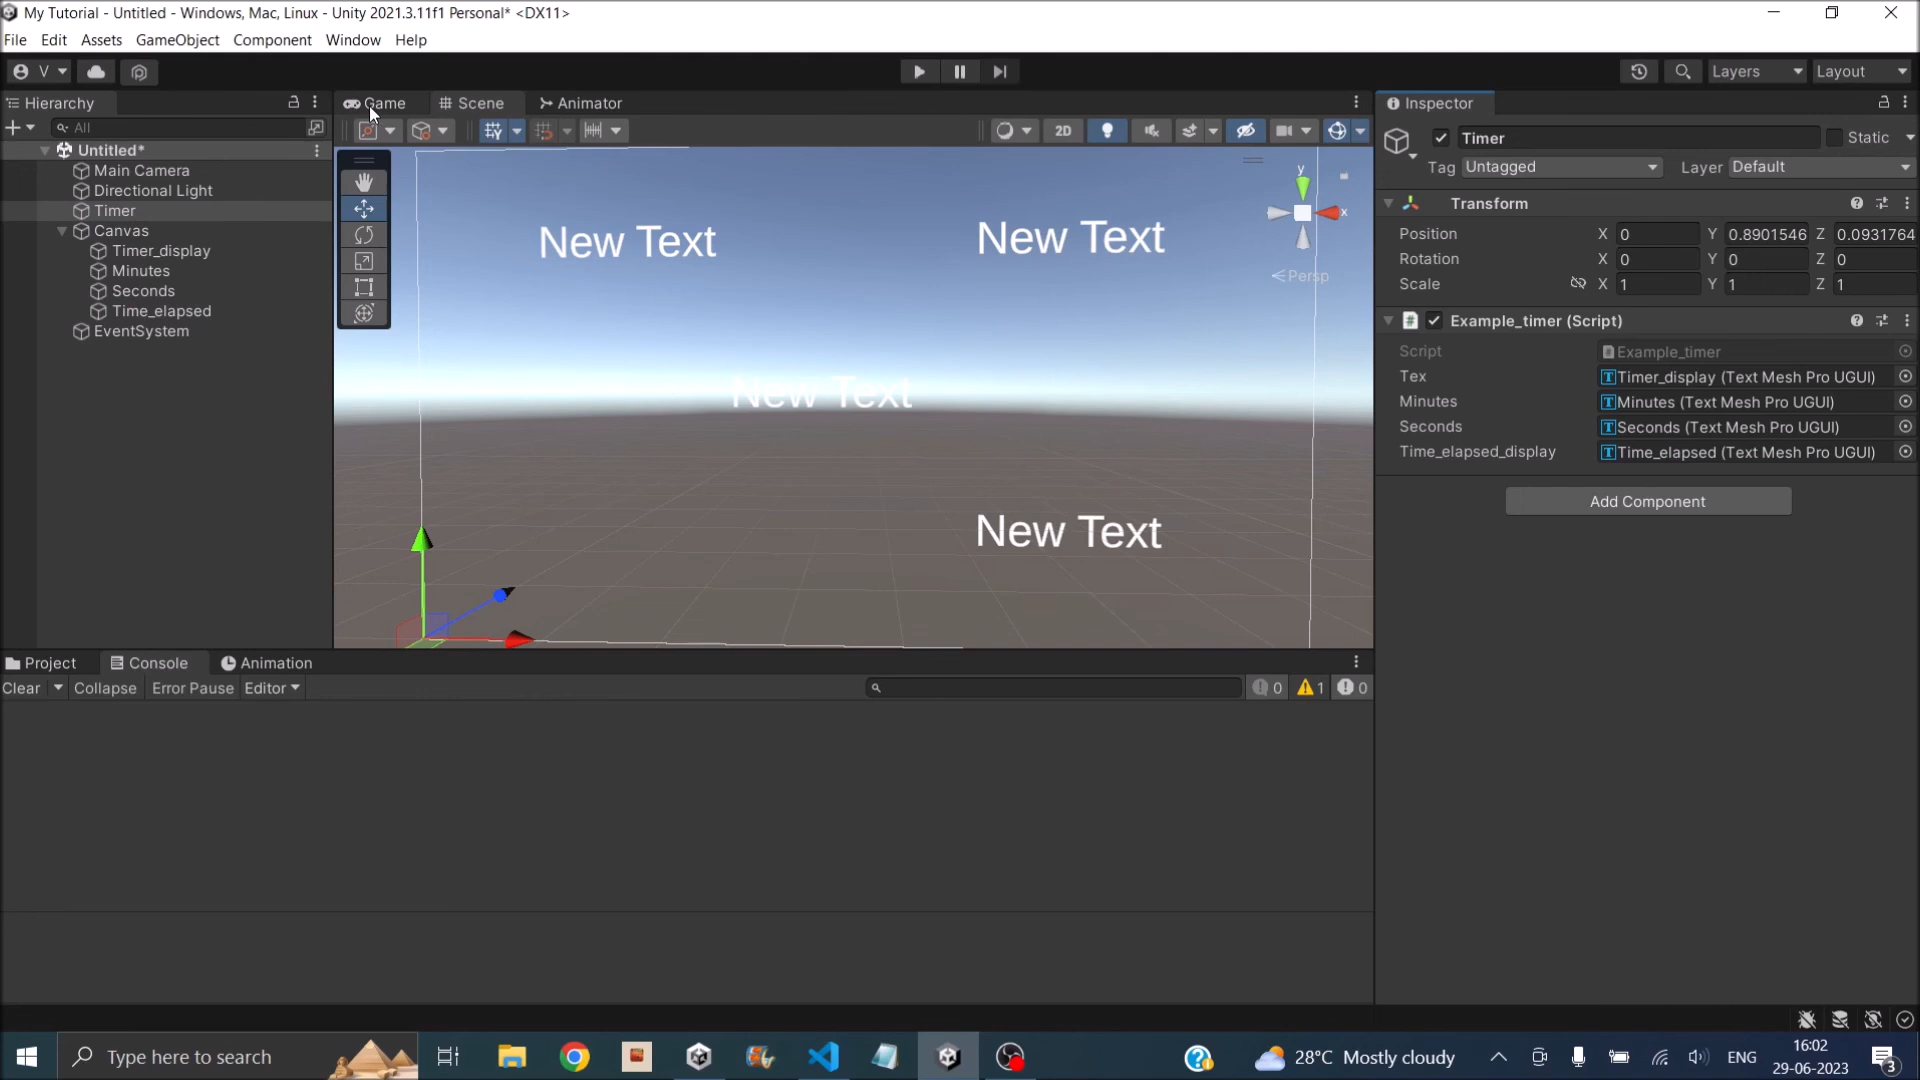 My Tutorial - Untitled - Windows, Mac, Linux - Unity 2021.3.11f1 Personal* <DX11>
File Edit Assets GameObject Component Window Help
V Layers Layout
Hierarchy
All
Untitled*
Main Camera
Directional Light
Timer
Canvas
Timer_display
Minutes
Seconds
Time_elapsed
EventSystem
Game Scene Animator
2D
y
x
Persp
New Text
New Text
New Text
New Text
Inspector
Timer Static
Tag Untagged Layer Default
Transform
Position X 0 Y 0.8901546 Z 0.0931764
Rotation X 0 Y 0 Z 0
Scale X 1 Y 1 Z 1
Example_timer (Script)
Script Example_timer
Tex Timer_display (Text Mesh Pro UGUI)
Minutes Minutes (Text Mesh Pro UGUI)
Seconds Seconds (Text Mesh Pro UGUI)
Time_elapsed_display Time_elapsed (Text Mesh Pro UGUI)
Add Component
Project Console Animation
Clear Collapse Error Pause Editor 0 1 0
Type here to search
28°C Mostly cloudy
ENG
16:02
29-06-2023
3